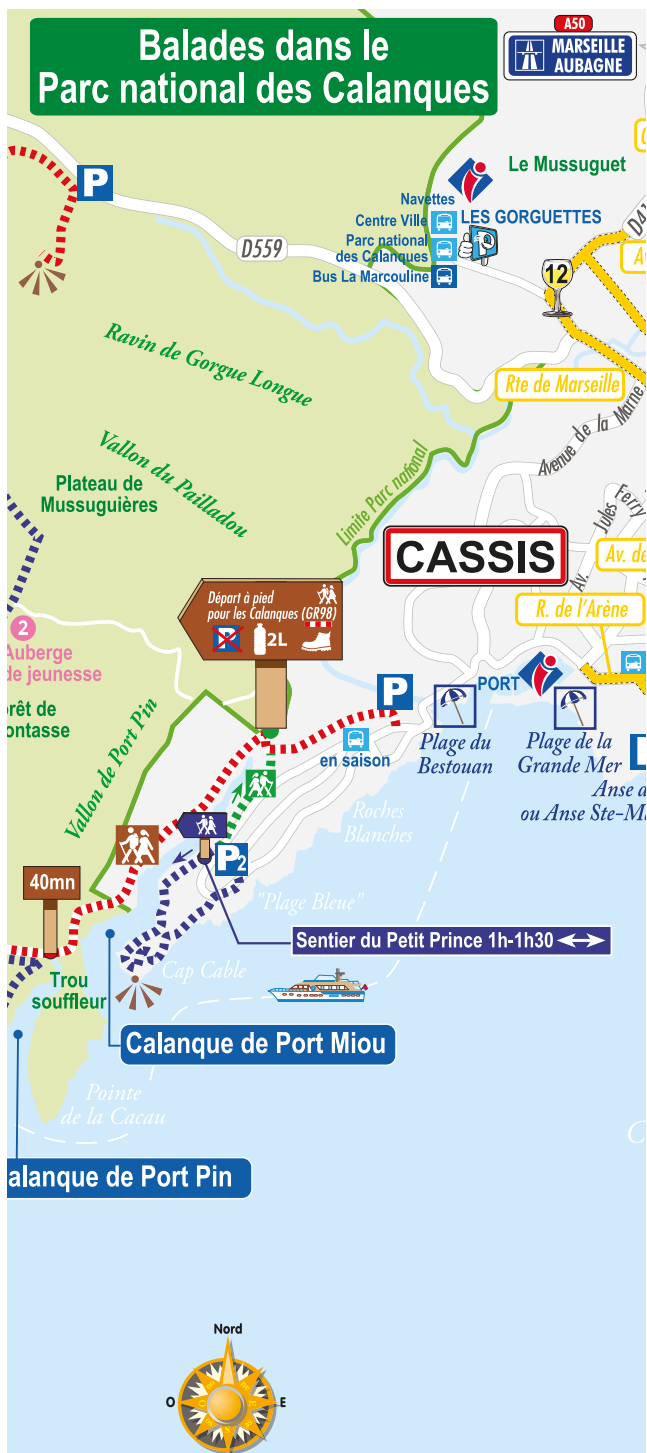 Balades dans le
Parc national des Calanques
A50
MARSEILLE
AUBAGNE
P
Le Mussuguet
Navettes
Centre Ville
LES GORGUETTES
Parc national
des Calanques
Bus La Marcouline
D559
12
Rte de Marseille
Avenue de la Marne
Ravin de Gorgue Longue
Vallon du Pailladou
Limite Parc national
Plateau de
Mussuguières
CASSIS
Av.
Jules Ferry
Av. de
R. de l'Arène
Départ à pied
pour les Calanques (GR98)
P
2L
2
Auberge
de jeunesse
P
PORT
en saison
Plage du
Bestouan
Plage de la
Grande Mer
Vallon de Port Pin
Roches
Blanches
P2
40mn
"Plage Bleue"
Sentier du Petit Prince 1h-1h30
Cap Cable
Trou
souffleur
Calanque de Port Miou
Pointe
de la Cacau
alanque de Port Pin
Nord
O
E